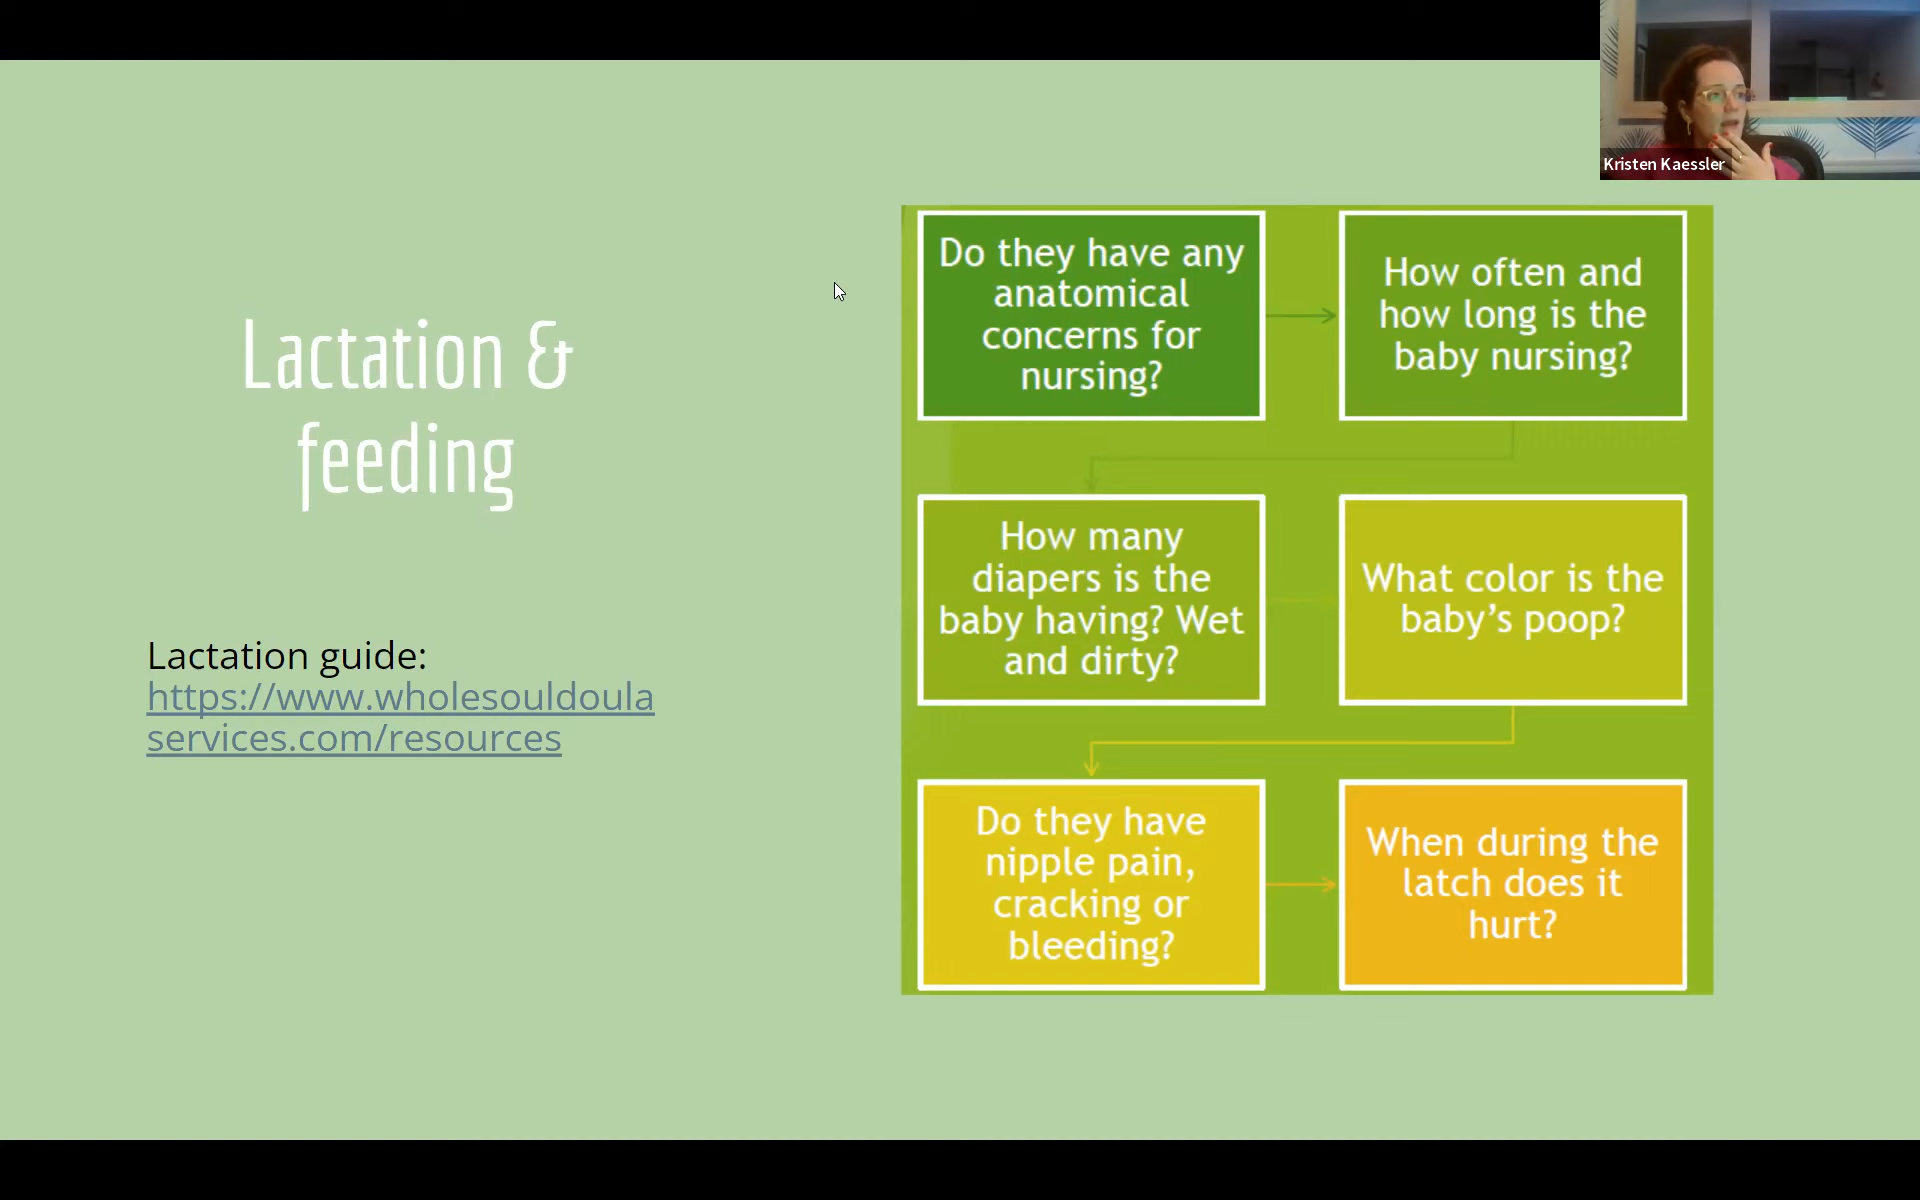 Kristen Kaessler
Lactation &
feeding
Lactation guide:
https://www.wholesouldoula
services.com/resources
Do they have any
anatomical
concerns for
nursing?
How often and
how long is the
baby nursing?
How many
diapers is the
baby having? Wet
and dirty?
What color is the
baby’s poop?
Do they have
nipple pain,
cracking or
bleeding?
When during the
latch does it
hurt?